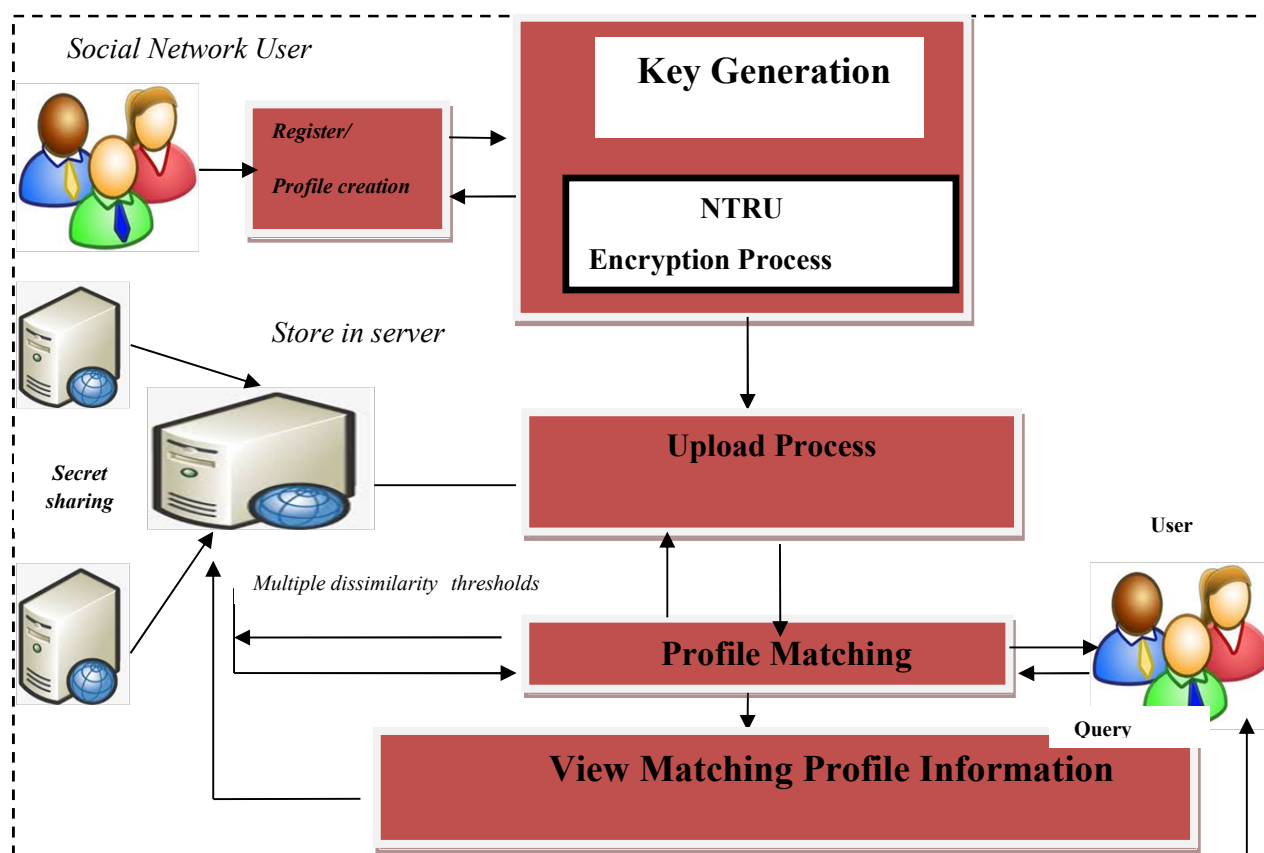 Social Network User
Key Generation
Register/
Profile creation
NTRU
Encryption Process
Store in server
Upload Process
Secret
sharing
User
Multiple dissimilarity thresholds
Profile Matching
Query
View Matching Profile Information